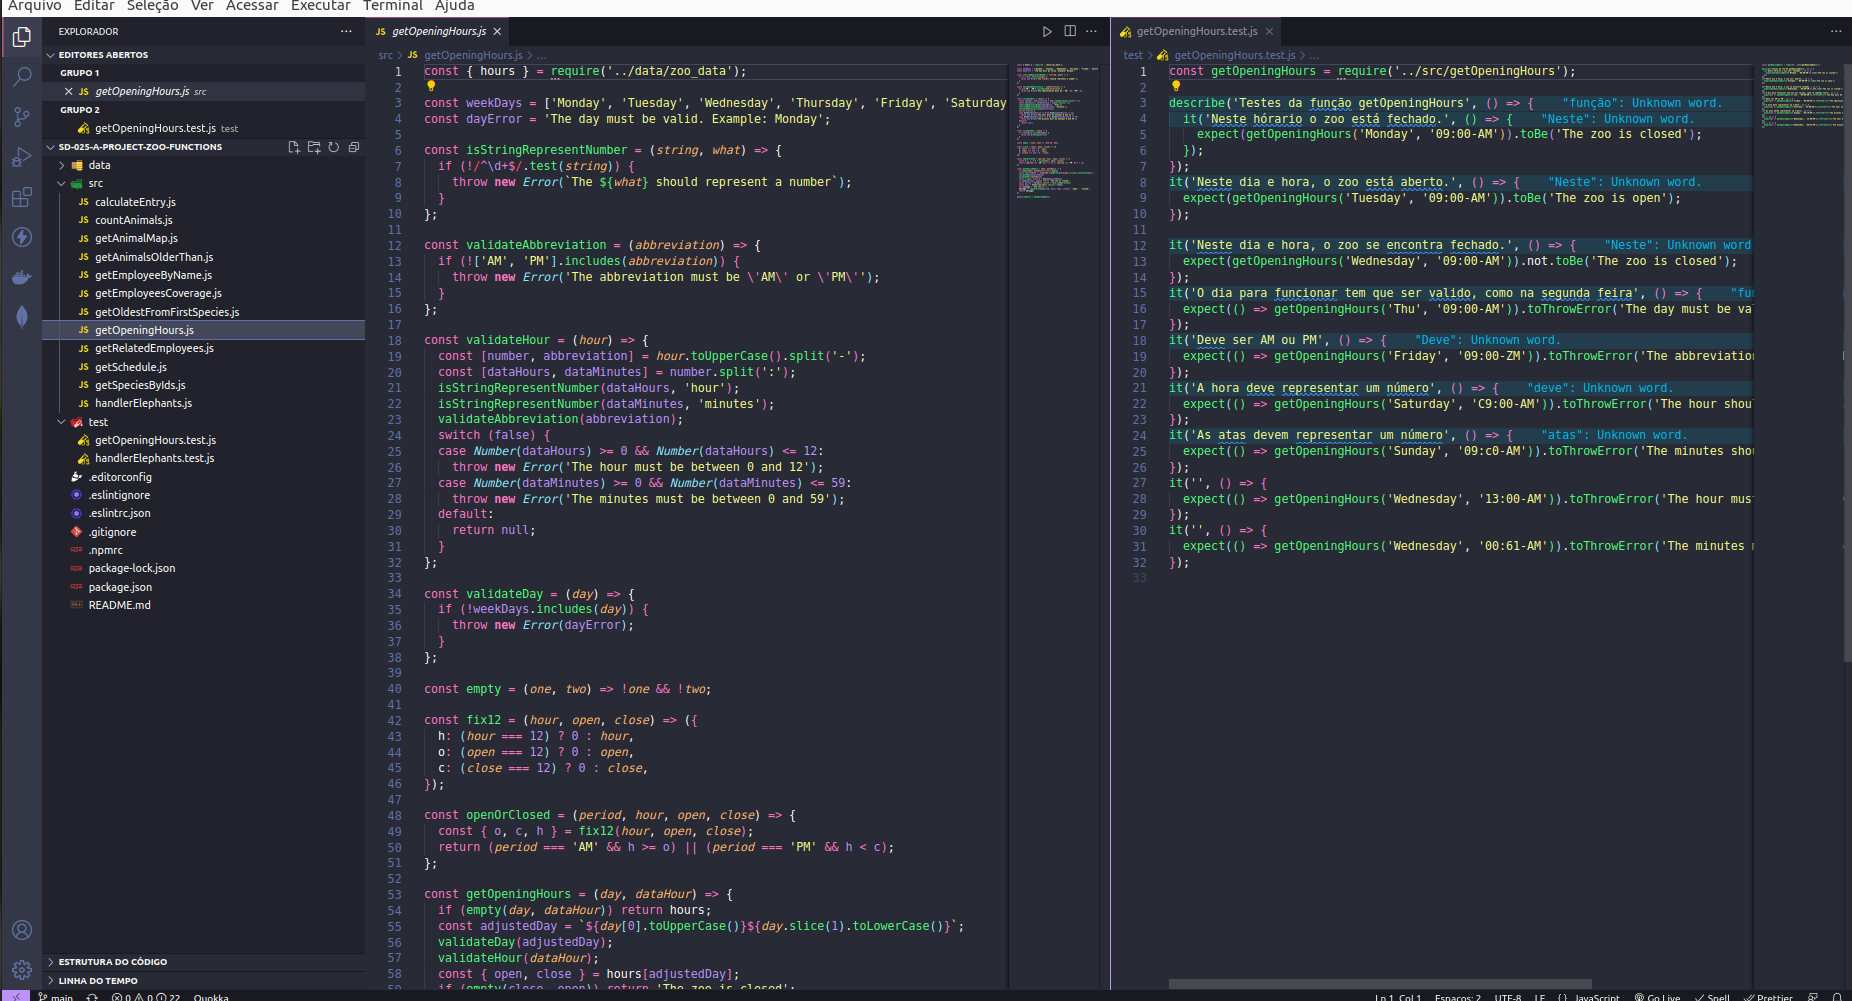 Arquivo Editar Seleção Ver Acessar Executar Terminal Ajuda
EXPLORADOR
EDITORES ABERTOS
GRUPO 1
getOpeningHours.js src
GRUPO 2
getOpeningHours.test.js test
SD-025-A-PROJECT-ZOO-FUNCTIONS
data
src
calculateEntry.js
countAnimals.js
getAnimalMap.js
getAnimalsOlderThan.js
getEmployeeByName.js
getEmployeesCoverage.js
getOldestFromFirstSpecies.js
getOpeningHours.js
getRelatedEmployees.js
getSchedule.js
getSpeciesByIds.js
handlerElephants.js
test
getOpeningHours.test.js
handlerElephants.test.js
.editorconfig
.eslintignore
.eslintrc.json
.gitignore
.npmrc
package-lock.json
package.json
README.md
ESTRUTURA DO CÓDIGO
LINHA DO TEMPO
JS getOpeningHours.js
src > JS getOpeningHours.js > ...
1 const { hours } = require('../data/zoo_data');
2
3 const weekDays = ['Monday', 'Tuesday', 'Wednesday', 'Thursday', 'Friday', 'Saturday
4 const dayError = 'The day must be valid. Example: Monday';
5
6 const isStringRepresentNumber = (string, what) => {
7 if (!/^\d+$/.test(string)) {
8 throw new Error(`The ${what} should represent a number`);
9 }
10 };
11
12 const validateAbbreviation = (abbreviation) => {
13 if (!['AM', 'PM'].includes(abbreviation)) {
14 throw new Error('The abbreviation must be \'AM\' or \'PM\'');
15 }
16 };
17
18 const validateHour = (hour) => {
19 const [number, abbreviation] = hour.toUpperCase().split('-');
20 const [dataHours, dataMinutes] = number.split(':');
21 isStringRepresentNumber(dataHours, 'hour');
22 isStringRepresentNumber(dataMinutes, 'minutes');
23 validateAbbreviation(abbreviation);
24 switch (false) {
25 case Number(dataHours) >= 0 && Number(dataHours) <= 12:
26 throw new Error('The hour must be between 0 and 12');
27 case Number(dataMinutes) >= 0 && Number(dataMinutes) <= 59:
28 throw new Error('The minutes must be between 0 and 59');
29 default:
30 return null;
31 }
32 };
33
34 const validateDay = (day) => {
35 if (!weekDays.includes(day)) {
36 throw new Error(dayError);
37 }
38 };
39
40 const empty = (one, two) => !one && !two;
41
42 const fix12 = (hour, open, close) => ({
43 h: (hour === 12) ? 0 : hour,
44 o: (open === 12) ? 0 : open,
45 c: (close === 12) ? 0 : close,
46 });
47
48 const openOrClosed = (period, hour, open, close) => {
49 const { o, c, h } = fix12(hour, open, close);
50 return (period === 'AM' && h >= o) || (period === 'PM' && h < c);
51 };
52
53 const getOpeningHours = (day, dataHour) => {
54 if (empty(day, dataHour)) return hours;
55 const adjustedDay = `${day[0].toUpperCase()}${day.slice(1).toLowerCase()}`;
56 validateDay(adjustedDay);
57 validateHour(dataHour);
58 const { open, close } = hours[adjustedDay];
59 if (empty(close, open)) return 'The zoo is closed';
getOpeningHours.test.js
test > getOpeningHours.test.js > ...
1 const getOpeningHours = require('../src/getOpeningHours');
2
3 describe('Testes da função getOpeningHours', () => { "função": Unknown word.
4 it('Neste hórario o zoo está fechado.', () => { "Neste": Unknown word.
5 expect(getOpeningHours('Monday', '09:00-AM')).toBe('The zoo is closed');
6 });
7 });
8 it('Neste dia e hora, o zoo está aberto.', () => { "Neste": Unknown word.
9 expect(getOpeningHours('Tuesday', '09:00-AM')).toBe('The zoo is open');
10 });
11
12 it('Neste dia e hora, o zoo se encontra fechado.', () => { "Neste": Unknown word
13 expect(getOpeningHours('Wednesday', '09:00-AM')).not.toBe('The zoo is closed');
14 });
15 it('O dia para funcionar tem que ser valido, como na segunda feira', () => { "fu
16 expect(() => getOpeningHours('Thu', '09:00-AM')).toThrowError('The day must be va
17 });
18 it('Deve ser AM ou PM', () => { "Deve": Unknown word.
19 expect(() => getOpeningHours('Friday', '09:00-ZM')).toThrowError('The abbreviation
20 });
21 it('A hora deve representar um número', () => { "deve": Unknown word.
22 expect(() => getOpeningHours('Saturday', 'C9:00-AM')).toThrowError('The hour shou
23 });
24 it('As atas devem representar um número', () => { "atas": Unknown word.
25 expect(() => getOpeningHours('Sunday', '09:c0-AM')).toThrowError('The minutes shou
26 });
27 it('', () => {
28 expect(() => getOpeningHours('Wednesday', '13:00-AM')).toThrowError('The hour mus
29 });
30 it('', () => {
31 expect(() => getOpeningHours('Wednesday', '00:61-AM')).toThrowError('The minutes
32 });
33
main 0 0 22 Quokka
Ln 1, Col 1 Espaços: 2 UTF-8 LF {} JavaScript Go Live Spell Prettier